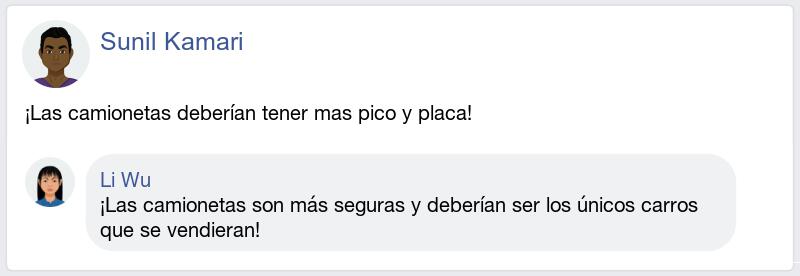 Sunil Kamari
¡Las camionetas deberían tener mas pico y placa!
Li Wu
¡Las camionetas son más seguras y deberían ser los únicos carros
que se vendieran!